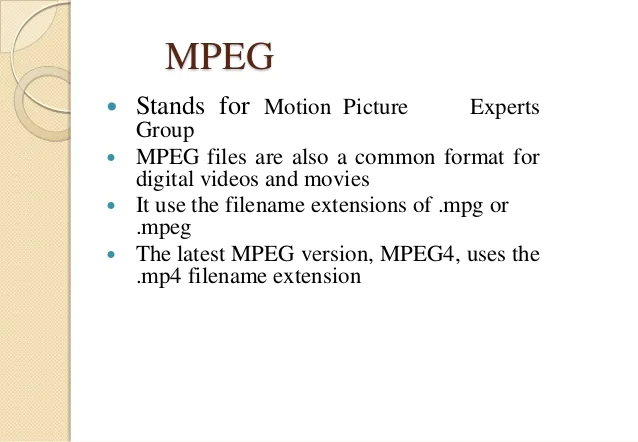 MPEG
Stands for Motion Picture Experts
Group
MPEG files are also a common format for
digital videos and movies
It use the filename extensions of .mpg or
.mpeg
The latest MPEG version, MPEG4, uses the
.mp4 filename extension